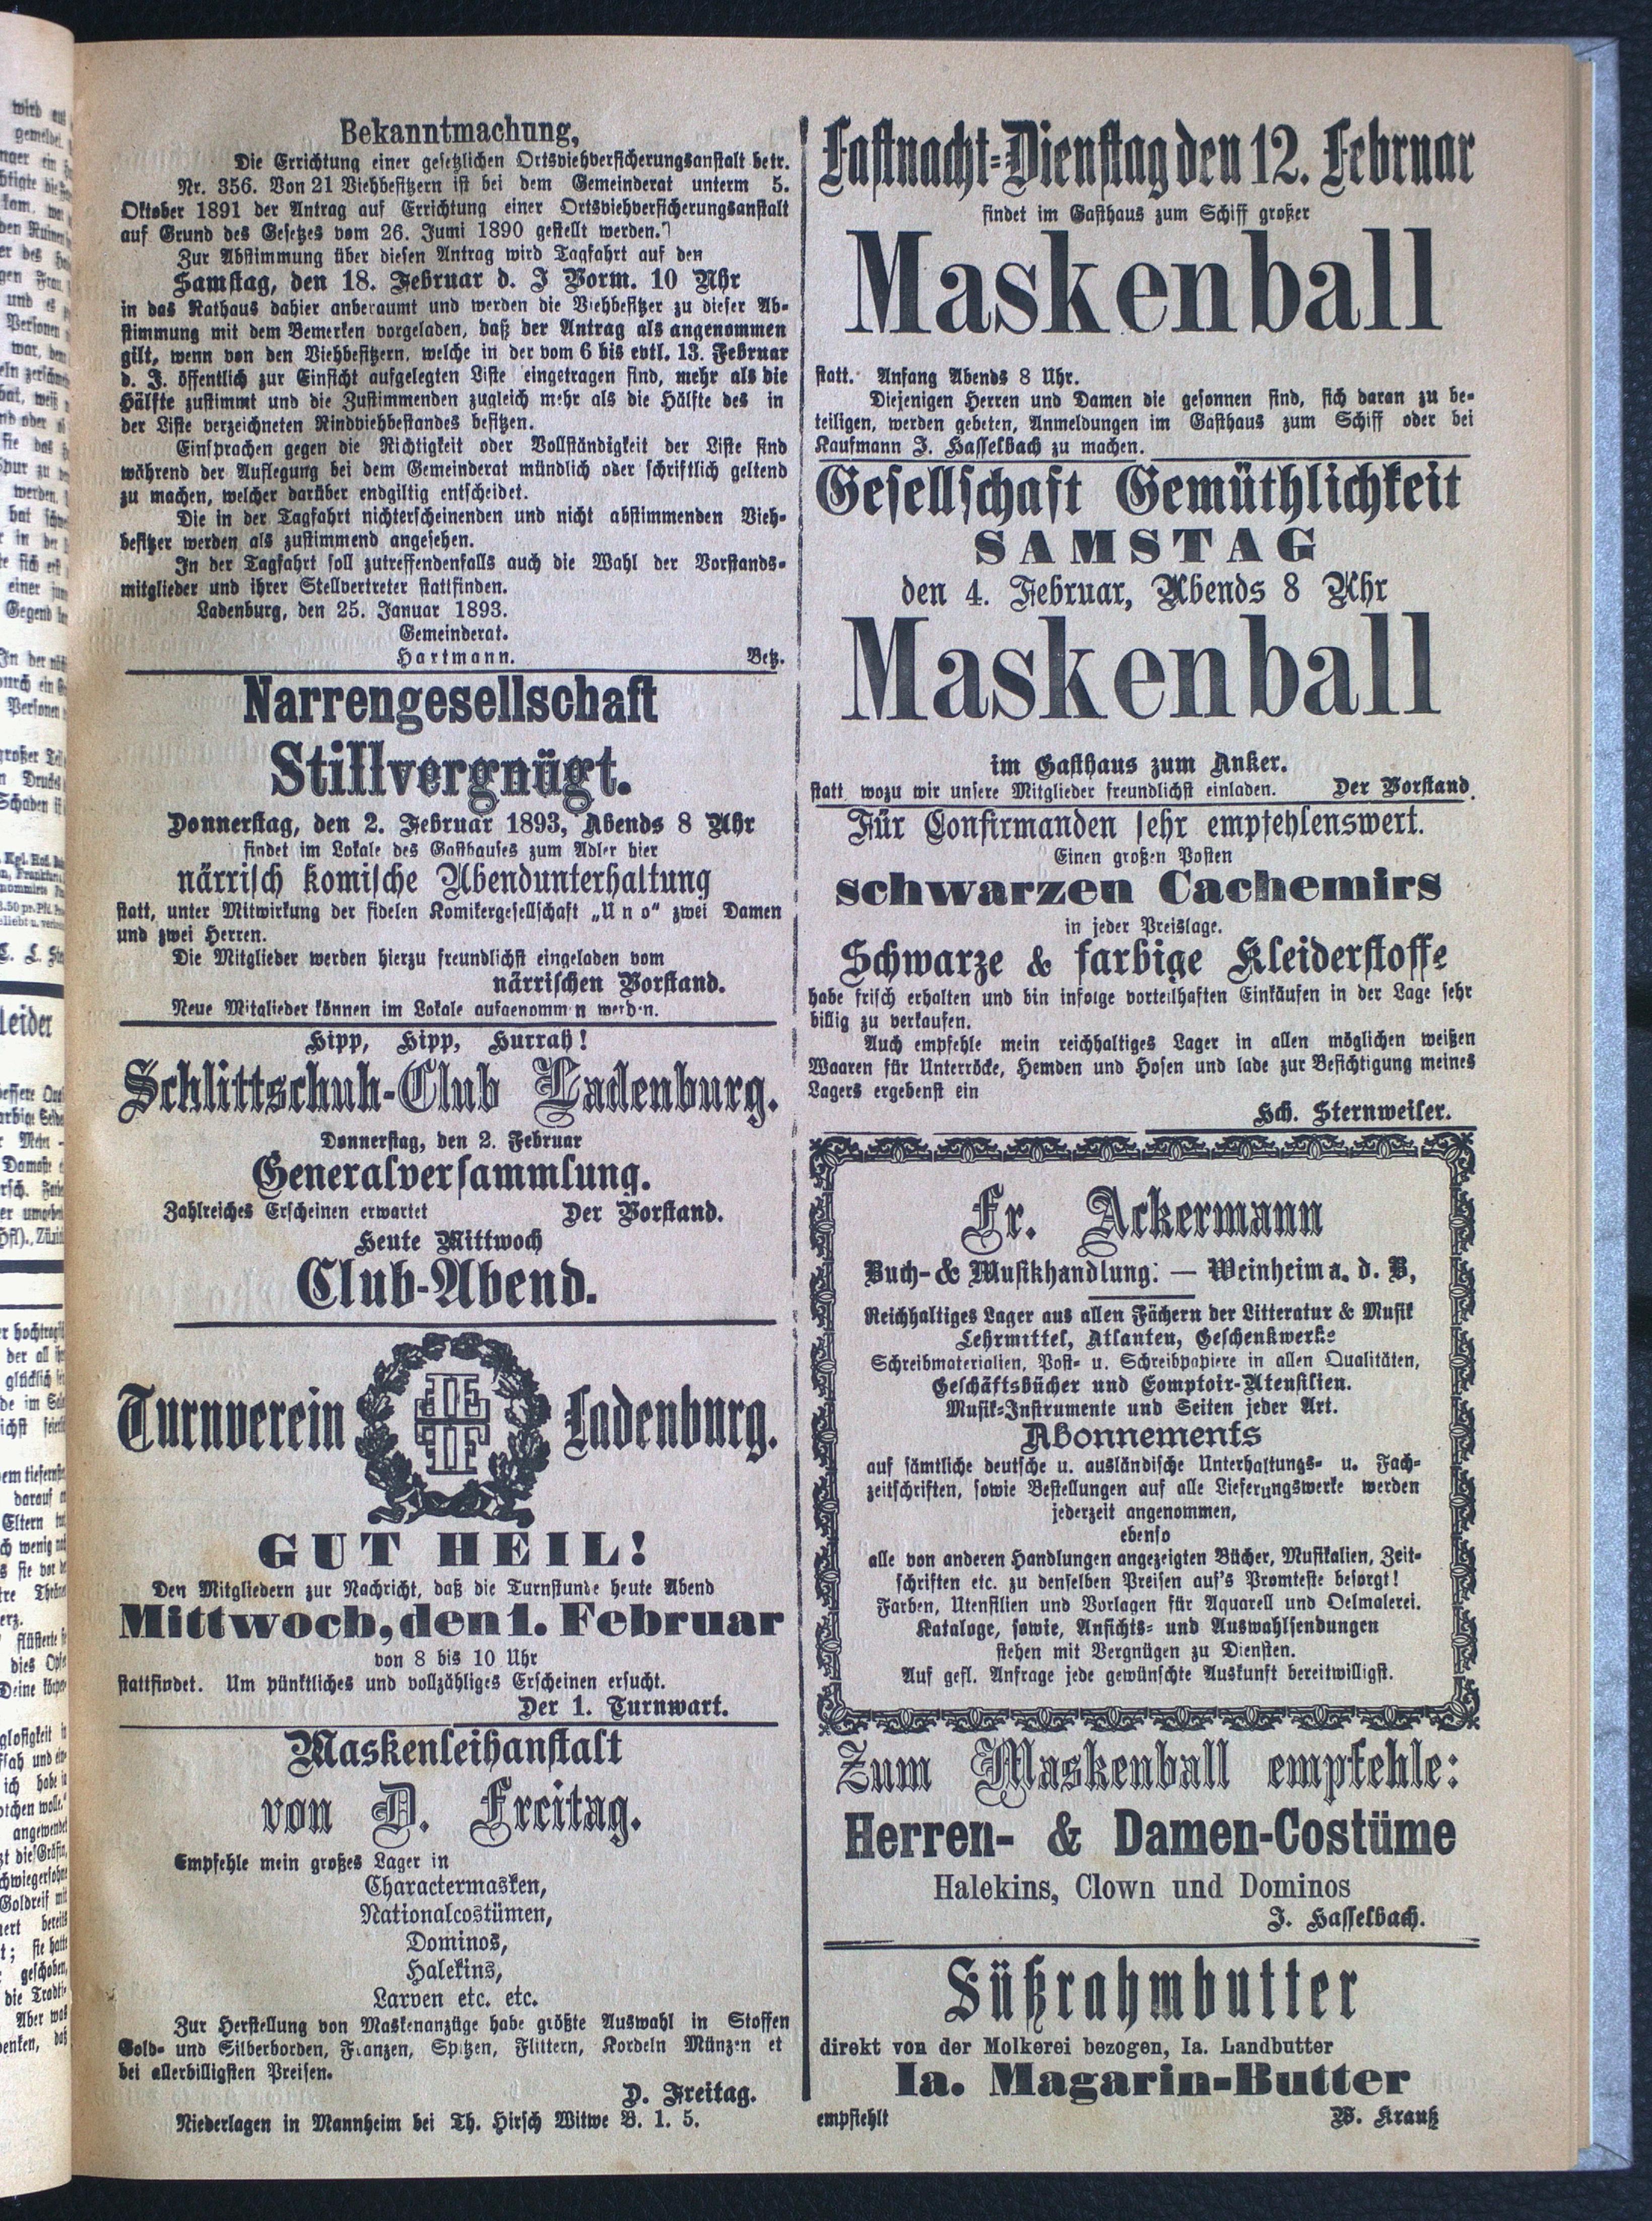 Bekanntmachung,
Die Errichtung einer gesetzlichen Ortsviehversicherungsanstalt betr.
Nr. 356. Von 21 Viehbesitzern ist bei dem Gemeinderat unterm 5.
Oktober 1891 der Antrag auf Errichtung einer Ortsviehversicherungsanstalt
auf Grund des Gesetzes vom 26. Jumi 1890 gestellt werden.
Zur Abstimmung über diesen Antrag wird Tagfahrt auf den
Samstag, den 18. Februar d. J Vorm. 10 Uhr
in das Rathaus dahier anberaumt und werden die Viehbesitzer zu dieser Ab-
stimmung mit dem Bemerken vorgeladen, daß der Antrag als angenommen
gilt, wenn von den Viehbesitzern, welche in der vom 6 bis evtl. 13. Februar
d. J. öffentlich zur Einsicht aufgelegten Liste eingetragen sind, mehr als die
Hälfte zustimmt und die Zustimmenden zugleich mehr als die Hälfte des in
der Liste verzeichneten Rindviehbestandes besitzen.
Einsprachen gegen die Richtigkeit oder Vollständigkeit der Liste sind
während der Auflegung bei dem Gemeinderat mündlich oder schriftlich geltend
zu machen, welcher darüber endgiltig entscheidet.
Die in der Tagfahrt nichterscheinenden und nicht abstimmenden Vieh-
besitzer werden als zustimmend angesehen.
In der Tagfahrt soll zutreffendenfalls auch die Wahl der Vorstands-
mitglieder und ihrer Stellvertreter stattfinden.
Ladenburg, den 25. Januar 1893.
Gemeinderat.
Hartmann. Betz.
Narrengesellschaft
Stillvergnügt.
Donnerstag, den 2. Februar 1893, Abends 8 Uhr
findet im Lokale des Gasthauses zum Adler hier
närrisch komische Abendunterhaltung
statt, unter Mitwirkung der fidelen Komikergesellschaft „Uno" zwei Damen
und zwei Herren.
Die Mitglieder werden hierzu freundlichst eingeladen vom
närrischen Vorstand.
Neue Mitglieder können im Lokale aufgenommen werden.
Hipp, Hipp, Hurrah!
Schlittschuh-Club Ladenburg.
Donnerstag, den 2. Februar
Generalversammlung.
Zahlreiches Erscheinen erwartet Der Vorstand.
Heute Mittwoch
Club-Abend.
Turnverein Ladenburg.
GUT HEIL!
Den Mitgliedern zur Nachricht, daß die Turnstunde heute Abend
Mittwoch, den 1. Februar
von 8 bis 10 Uhr
stattfindet. Um pünktliches und vollzähliges Erscheinen ersucht.
Der 1. Turnwart.
Maskenleihanstalt
von D. Freitag.
Empfehle mein großes Lager in
Charactermasken,
Nationalcostümen,
Dominos,
Halekins,
Larven etc. etc.
Zur Herstellung von Maskenanzüge habe größte Auswahl in Stoffen
Gold- und Silberborden, Franzen, Spitzen, Flittern, Kordeln Münzen et
bei allerbilligsten Preisen.
D. Freitag.
Niederlagen in Mannheim bei Th. Hirsch Witwe B. 1. 5.
Fastnacht-Dienstag den 12. Februar
findet im Gasthaus zum Schiff großer
Maskenball
statt. Anfang Abends 8 Uhr.
Diejenigen Herren und Damen die gesonnen sind, sich daran zu be-
teiligen, werden gebeten, Anmeldungen im Gasthaus zum Schiff oder bei
Kaufmann J. Hasselbach zu machen.
Gesellschaft Gemüthlichkeit
SAMSTAG
den 4. Februar, Abends 8 Uhr
Maskenball
im Gasthaus zum Anker.
statt wozu wir unsere Mitglieder freundlichst einladen. Der Vorstand.
Für Confirmanden sehr empfehlenswert.
Einen großen Posten
schwarzen Cachemirs
in jeder Preislage.
Schwarze & farbige Kleiderstoffe
habe frisch erhalten und bin infolge vorteilhaften Einkäufen in der Lage sehr
billig zu verkaufen.
Auch empfehle mein reichhaltiges Lager in allen möglichen weißen
Waaren für Unterröcke, Hemden und Hosen und lade zur Besichtigung meines
Lagers ergebenst ein
Hch. Sternweiler.
Fr. Ackermann
Buch- & Musikhandlung. — Weinheim a. d. B,
Reichhaltiges Lager aus allen Fächern der Litteratur & Musik
Lehrmittel, Atlanten, Geschenkwerke
Schreibmaterialien, Post- u. Schreibpapiere in allen Qualitäten,
Geschäftsbücher und Comptoir-Utensilien.
Musik-Instrumente und Seiten jeder Art.
Abonnements
auf sämtliche deutsche u. ausländische Unterhaltungs- u. Fach-
zeitschriften, sowie Bestellungen auf alle Lieferungswerke werden
jederzeit angenommen,
ebenso
alle von anderen Handlungen angezeigten Bücher, Musikalien, Zeit-
schriften etc. zu denselben Preisen auf's Promteste besorgt!
Farben, Utensilien und Vorlagen für Aquarell und Oelmalerei.
Kataloge, sowie, Ansichts- und Auswahlsendungen
stehen mit Vergnügen zu Diensten.
Auf gefl. Anfrage jede gewünschte Auskunft bereitwilligst.
Zum Maskenball empfehle:
Herren- & Damen-Costüme
Halekins, Clown und Dominos
J. Hasselbach.
Süßrahmbutter
direkt von der Molkerei bezogen, Ia. Landbutter
Ia. Magarin-Butter
empfiehlt W. Krauß